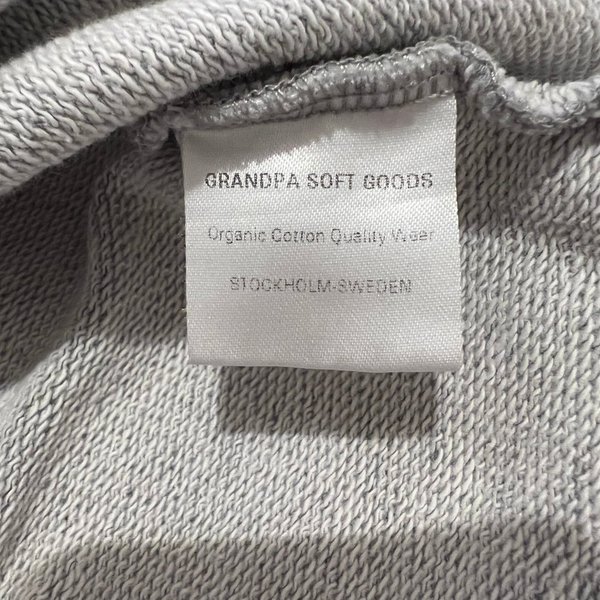 GRANDPA SOFT GOODS
Organic Cotton Quality Wear
STOCKHOLM-SWEDEN